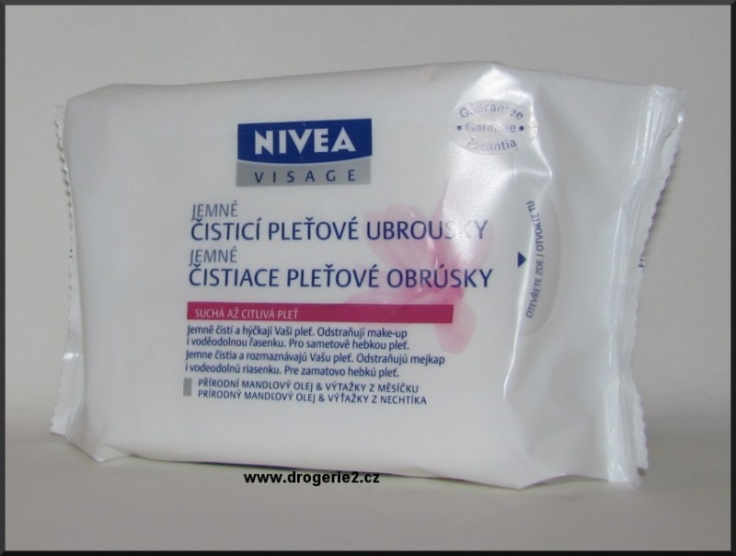 Guarantee
• Garantie •
Garantia
NIVEA
VISAGE
JEMNÉ
ČISTICÍ PLEŤOVÉ UBROUSKY
JEMNÉ
ČISTIACE PLEŤOVÉ OBRÚSKY
OTEVŘETE ZDE / OTVORTE TU
SUCHÁ AŽ CITLIVÁ PLEŤ
Jemně čistí a hýčkají Vaši pleť. Odstraňují make-up
i voděodolnou řasenku. Pro sametově hebkou pleť.
Jemne čistia a rozmaznávajú Vašu pleť. Odstraňujú mejkap
i vodeodolnú riasenku. Pre zamatovo hebkú pleť.
PŘÍRODNÍ MANDLOVÝ OLEJ & VÝTAŽKY Z MĚSÍČKU
PRÍRODNÝ MANDĽOVÝ OLEJ & VÝŤAŽKY Z NECHTÍKA
www.drogerie2.cz